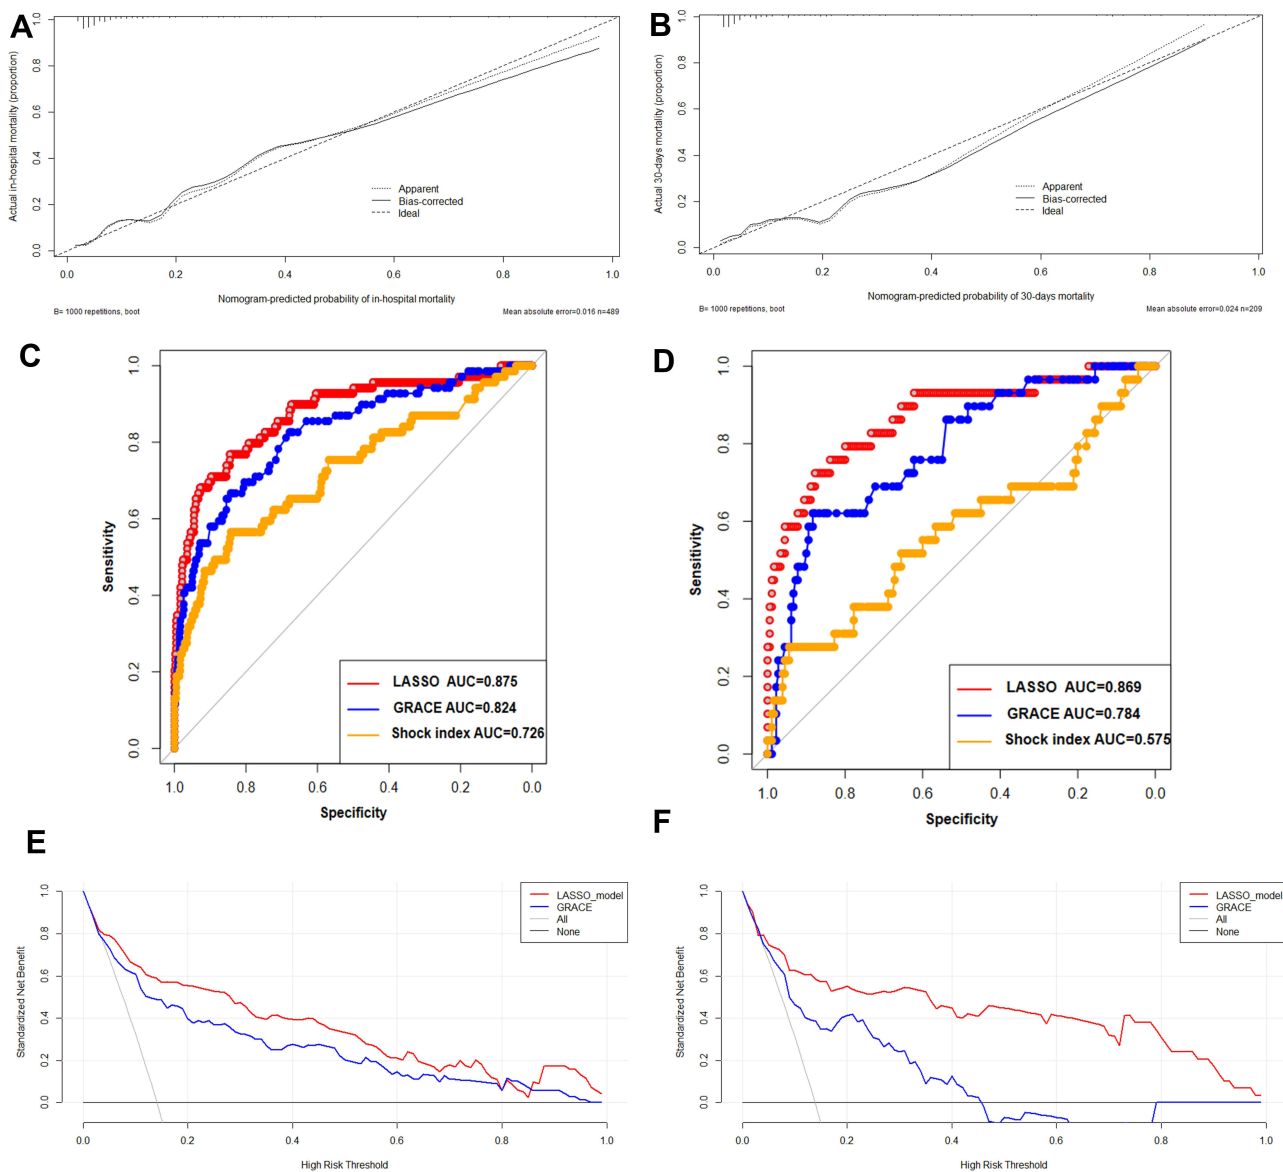 A
Actual in-hospital mortality (proportion)
0.0 0.2 0.4 0.6 0.8 1.0
Apparent
Bias-corrected
Ideal
0.0 0.2 0.4 0.6 0.8 1.0
Nomogram-predicted probability of in-hospital mortality
B= 1000 repetitions, boot
Mean absolute error=0.016 n=489
B
Actual 30-days mortality (proportion)
0.0 0.2 0.4 0.6 0.8 1.0
Apparent
Bias-corrected
Ideal
0.0 0.2 0.4 0.6 0.8 1.0
Nomogram-predicted probability of 30-days mortality
B= 1000 repetitions, boot
Mean absolute error=0.024 n=209
C
Sensitivity
0.0 0.2 0.4 0.6 0.8 1.0
LASSO AUC=0.875
GRACE AUC=0.824
Shock index AUC=0.726
1.0 0.8 0.6 0.4 0.2 0.0
Specificity
D
Sensitivity
0.0 0.2 0.4 0.6 0.8 1.0
LASSO AUC=0.869
GRACE AUC=0.784
Shock index AUC=0.575
1.0 0.8 0.6 0.4 0.2 0.0
Specificity
E
Standardized Net Benefit
0.0 0.2 0.4 0.6 0.8 1.0
LASSO_model
GRACE
All
None
0.0 0.2 0.4 0.6 0.8 1.0
High Risk Threshold
F
Standardized Net Benefit
0.0 0.2 0.4 0.6 0.8 1.0
LASSO_model
GRACE
All
None
0.0 0.2 0.4 0.6 0.8 1.0
High Risk Threshold